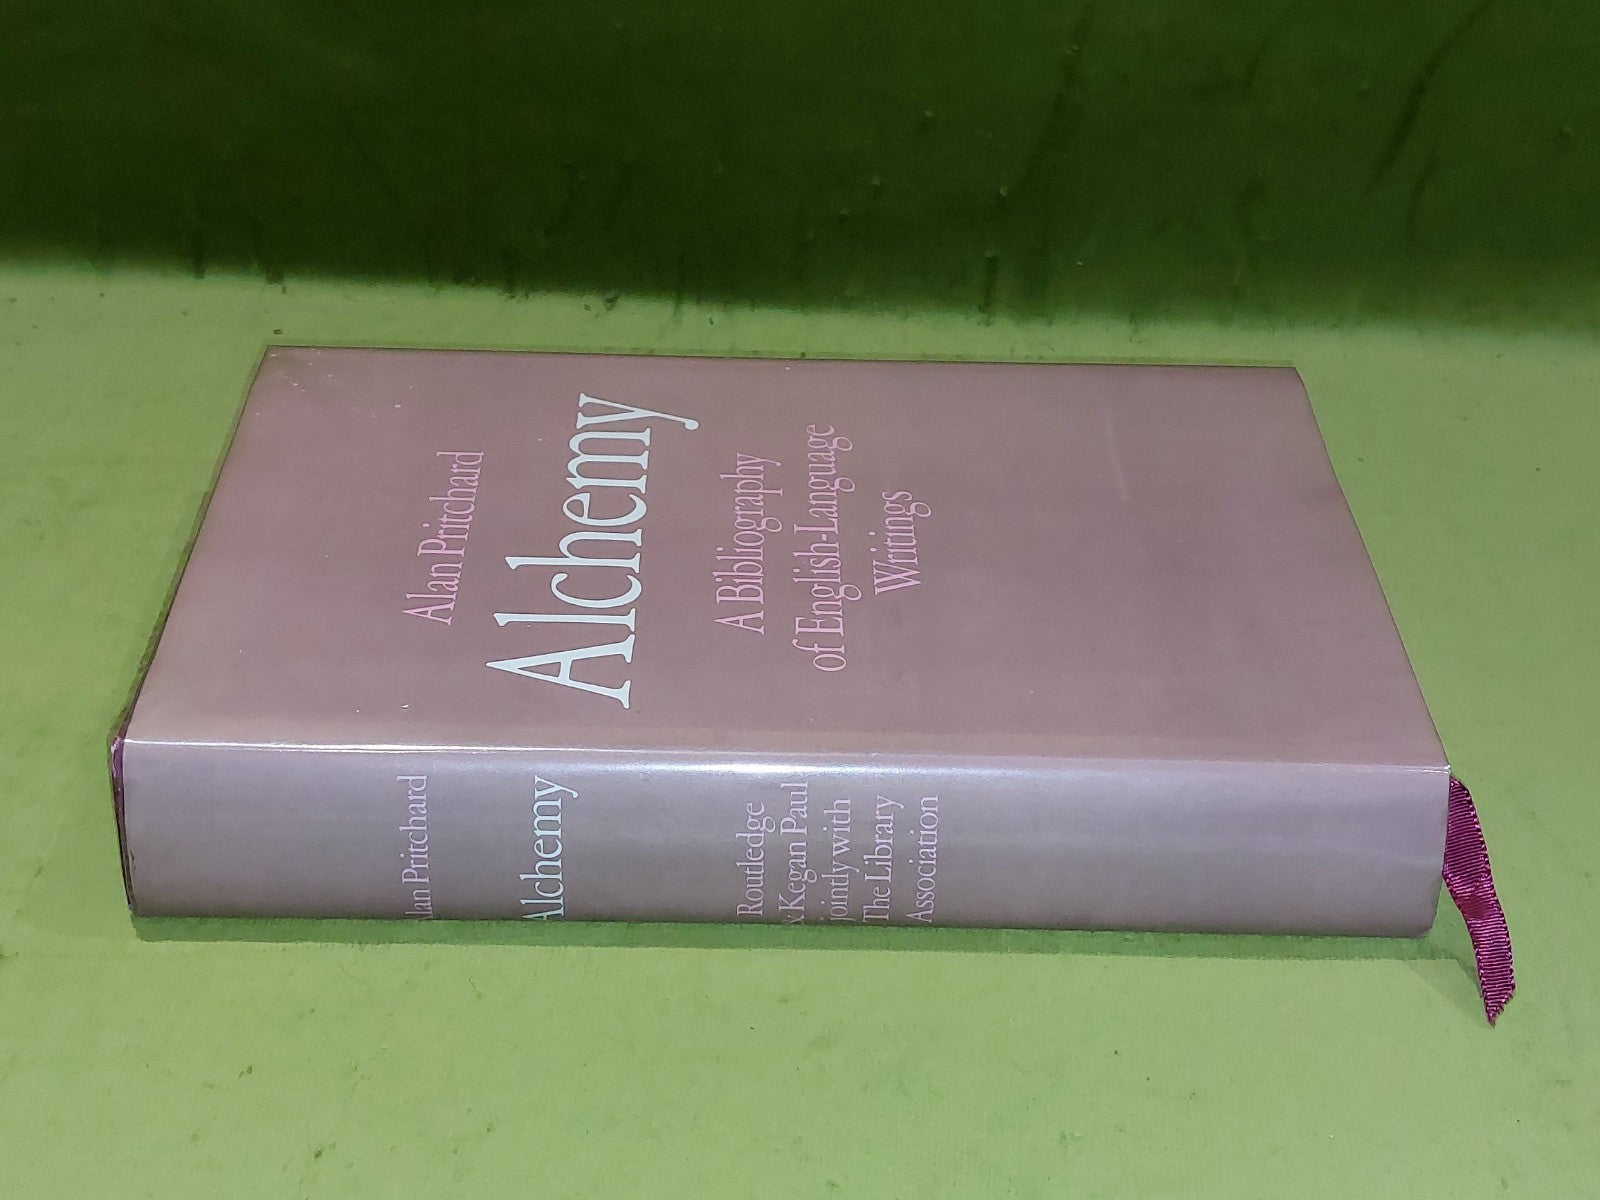 Alan Pritchard
Alchemy
A Bibliography
of English-Language
Writings
Alan Pritchard
Alchemy
Routledge
& Kegan Paul
jointly with
The Library
Association